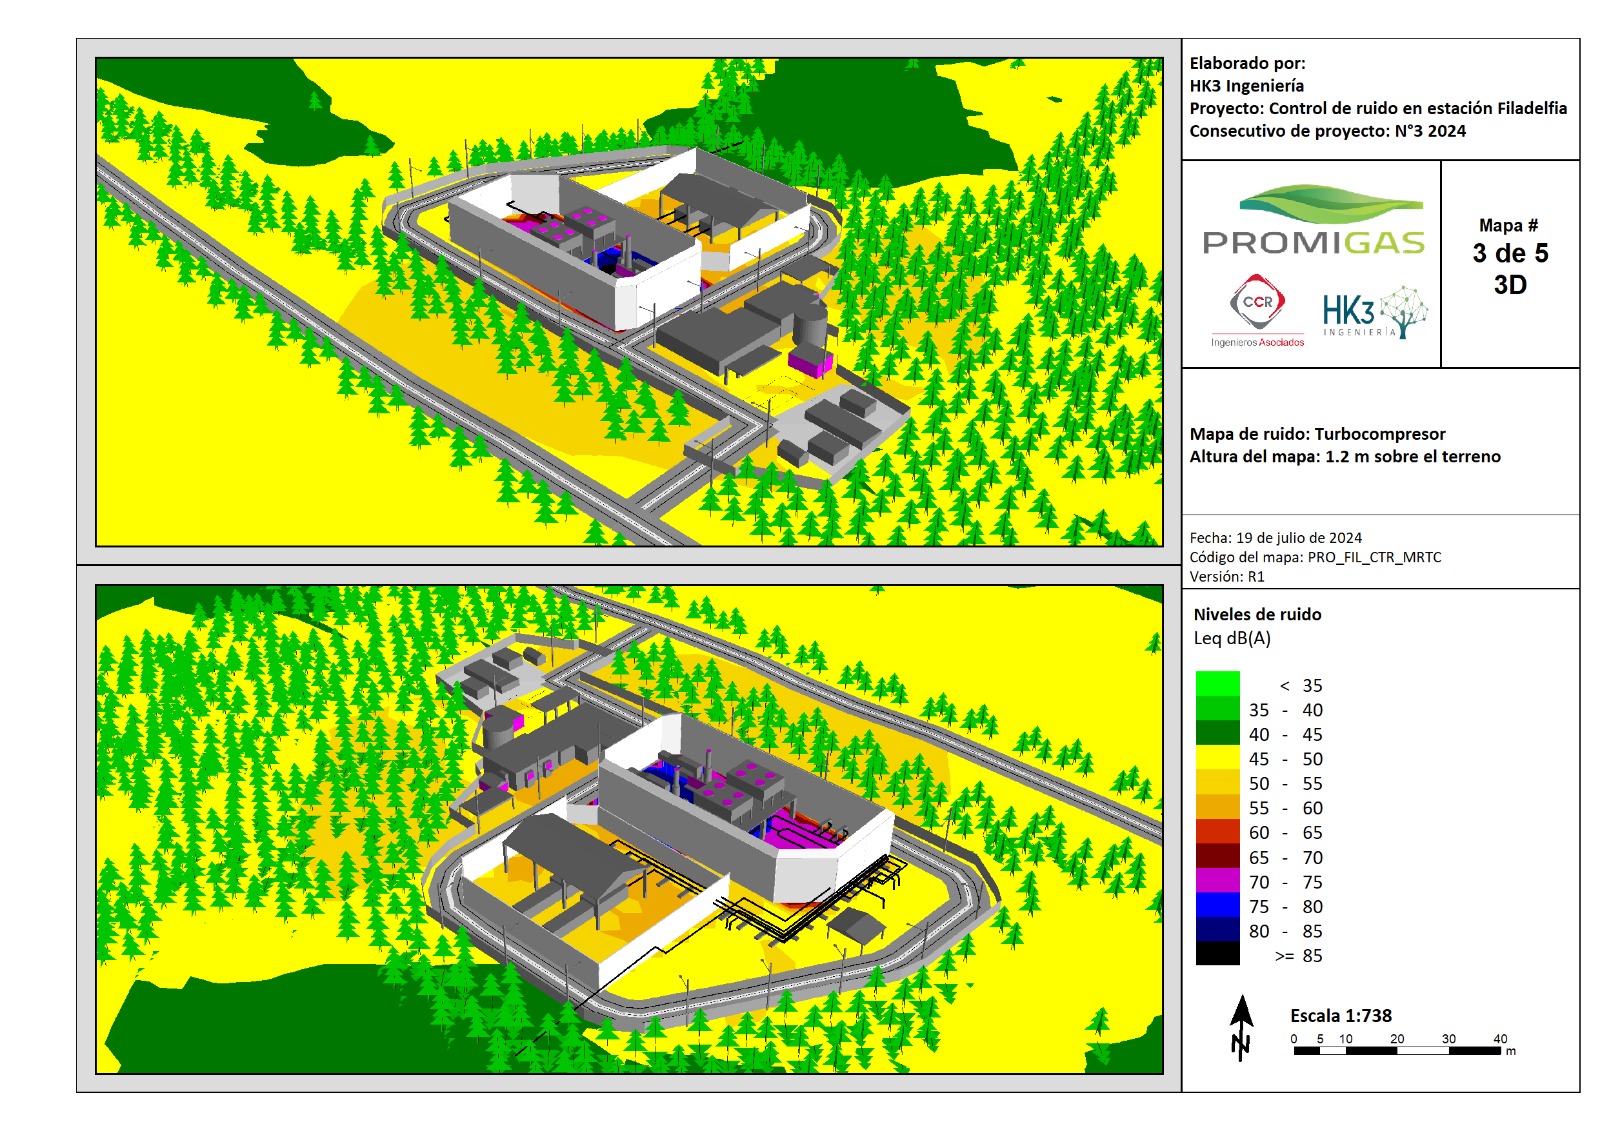 Elaborado por:
HK3 Ingeniería
Proyecto: Control de ruido en estación Filadelfia
Consecutivo de proyecto: N°3 2024
PROMIGAS
CCR
Ingenieros Asociados
HK3
INGENIERÍA
Mapa #
3 de 5
3D
Mapa de ruido: Turbocompresor
Altura del mapa: 1.2 m sobre el terreno
Fecha: 19 de julio de 2024
Código del mapa: PRO_FIL_CTR_MRTC
Versión: R1
Niveles de ruido
Leq dB(A)
< 35
35 - 40
40 - 45
45 - 50
50 - 55
55 - 60
60 - 65
65 - 70
70 - 75
75 - 80
80 - 85
>= 85
N
Escala 1:738
0 5 10 20 30 40
m